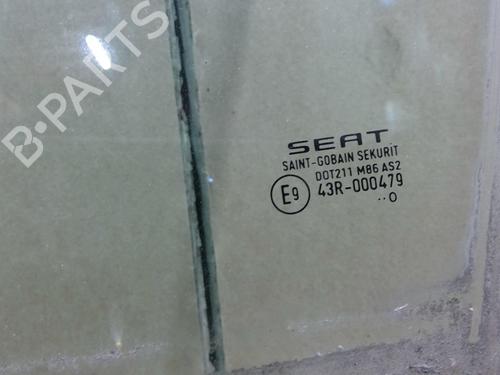 B-PARTS
SEAT
SAINT-GOBAIN SEKURIT
DOT211 M86 AS2
E9 43R-000479
..O